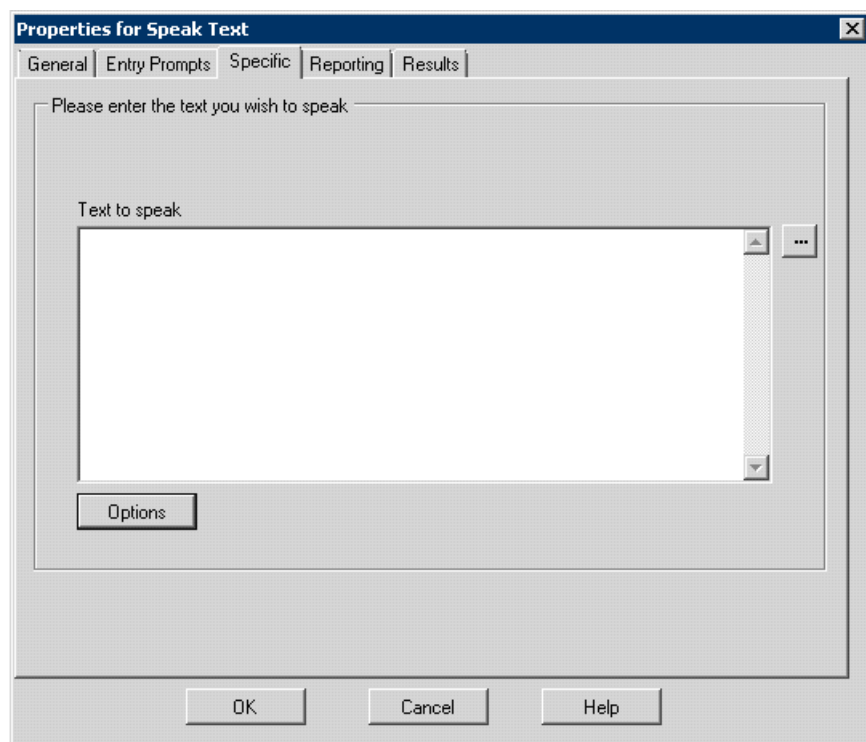 Properties for Speak Text
General Entry Prompts Specific Reporting Results
Please enter the text you wish to speak
Text to speak
...
Options
OK Cancel Help